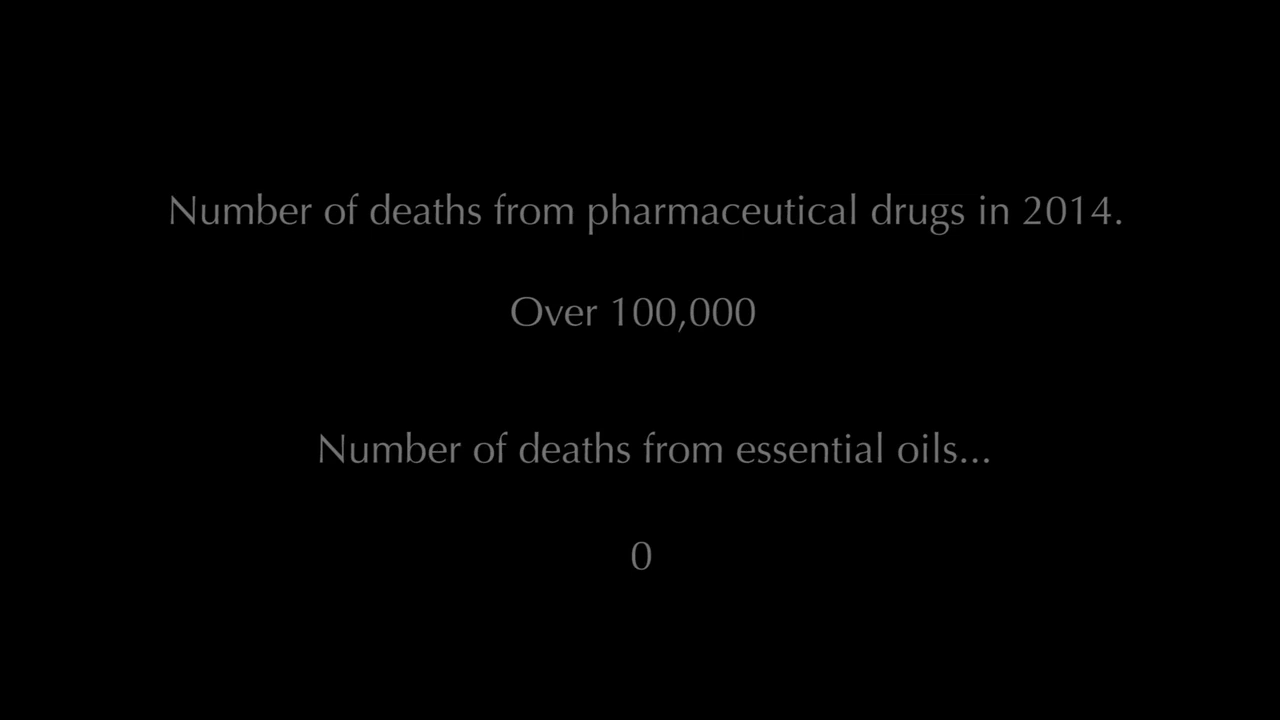 Number of deaths from pharmaceutical drugs in 2014.
Over 100,000
Number of deaths from essential oils...
0